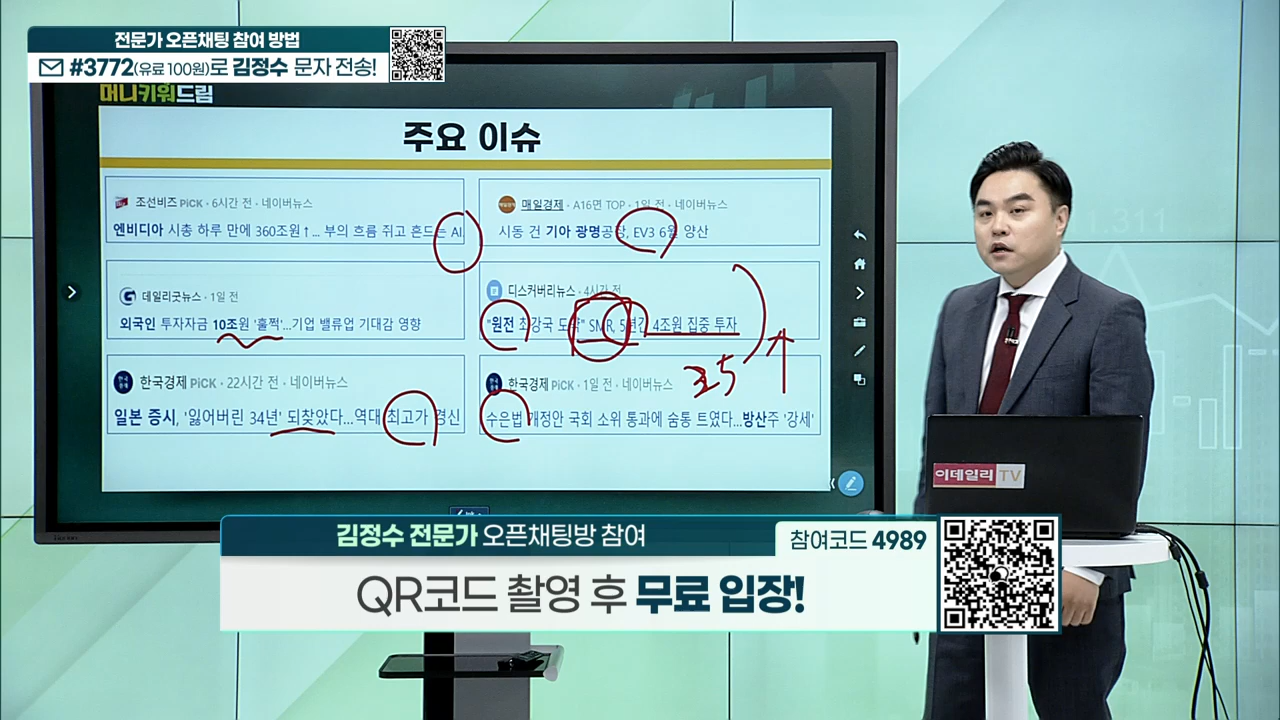 전문가 오픈채팅 참여 방법
#3772(유료 100원)로 김정수 문자 전송!
머니키워드림
주요 이슈
조선비즈 PiCK · 6시간 전 · 네이버뉴스
엔비디아 시총 하루 만에 360조원↑... 부의 흐름 쥐고 흔드는 AI
매일경제 · A16면 TOP · 1일 전 · 네이버뉴스
시동 건 기아 광명공장, EV3 6월 양산
데일리굿뉴스 · 1일 전
외국인 투자자금 10조원 '훌쩍'...기업 밸류업 기대감 영향
디스커버리뉴스 · 4시간 전
"원전 최강국 도약" SMR, 5년간 4조원 집중 투자
한국경제 PiCK · 22시간 전 · 네이버뉴스
일본 증시, '잃어버린 34년' 되찾았다...역대 최고가 경신
한국경제 PiCK · 1일 전 · 네이버뉴스
수은법 개정안 국회 소위 통과에 숨통 트였다...방산주 '강세'
1.311
이데일리 TV
김정수 전문가 오픈채팅방 참여
참여코드 4989
QR코드 촬영 후 무료 입장!